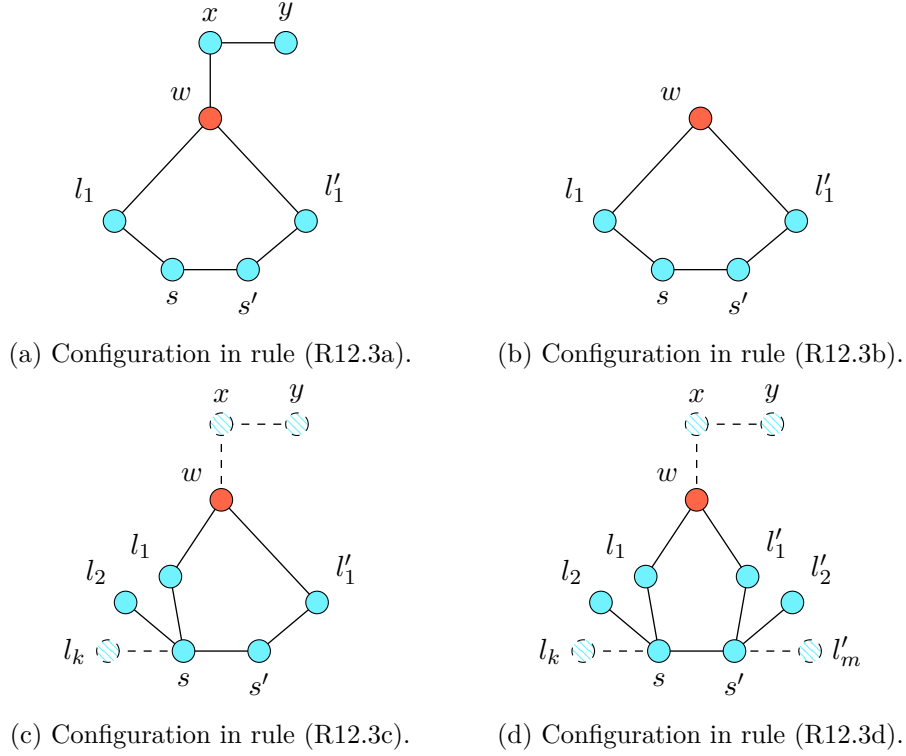 x y
w
l₁ l′₁
s s′
(a) Configuration in rule (R12.3a).
w
l₁ l′₁
s s′
(b) Configuration in rule (R12.3b).
x y
w
l₁
l₂ l′₁
lₖ
s s′
(c) Configuration in rule (R12.3c).
x y
w
l₁ l′₁
l₂ l′₂
lₖ l′ₘ
s s′
(d) Configuration in rule (R12.3d).